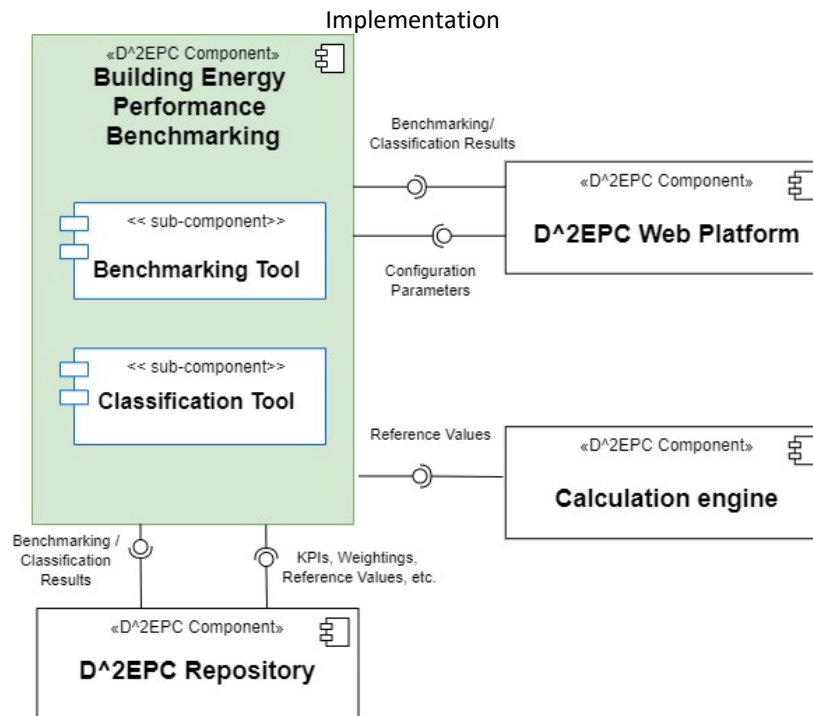 Implementation
«D^2EPC Component»
Building Energy
Performance
Benchmarking
<< sub-component>>
Benchmarking Tool
<< sub-component>>
Classification Tool
Benchmarking/
Classification Results
Configuration
Parameters
«D^2EPC Component»
D^2EPC Web Platform
Reference Values
«D^2EPC Component»
Calculation engine
Benchmarking /
Classification
Results
KPIs, Weightings,
Reference Values, etc.
«D^2EPC Component»
D^2EPC Repository